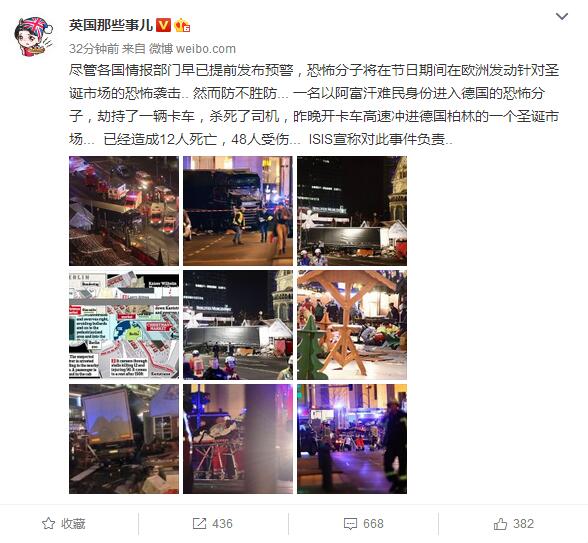 英国那些事儿
32分钟前 来自 微博 weibo.com
尽管各国情报部门早已提前发布预警，恐怖分子将在节日期间在欧洲发动针对圣
诞市场的恐怖袭击.. 然而防不胜防... 一名以阿富汗难民身份进入德国的恐怖分
子，劫持了一辆卡车，杀死了司机，昨晚开卡车高速冲进德国柏林的一个圣诞市
场... 已经造成12人死亡，48人受伤... ISIS宣称对此事件负责..
收藏
436
668
382